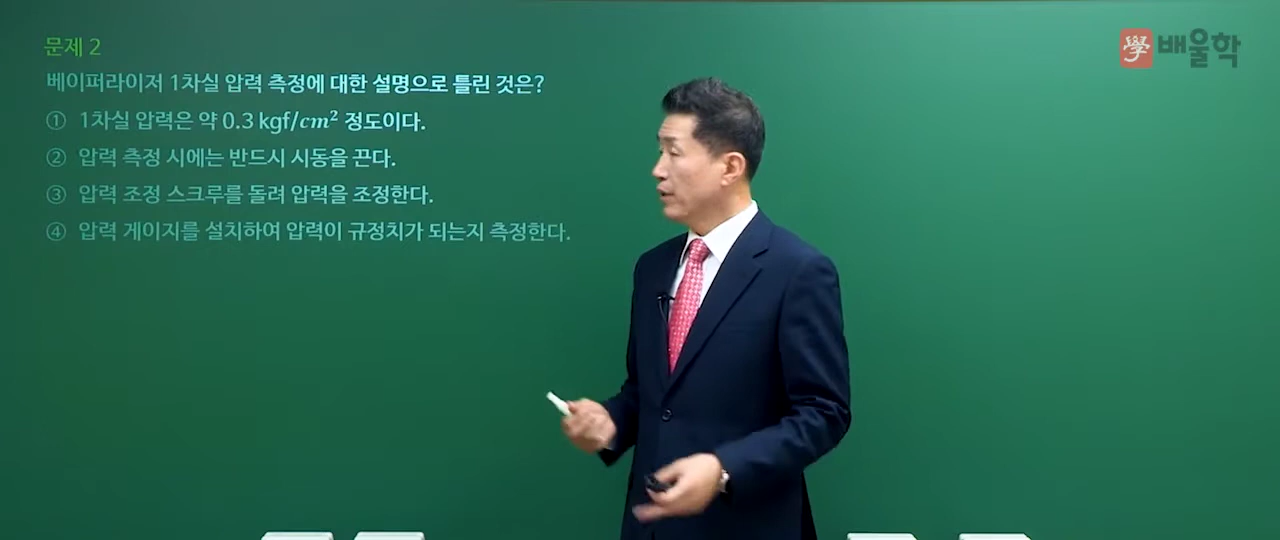 문제 2
學 배울학
베이퍼라이저 1차실 압력 측정에 대한 설명으로 틀린 것은?
① 1차실 압력은 약 0.3 kgf/cm² 정도이다.
② 압력 측정 시에는 반드시 시동을 끈다.
③ 압력 조정 스크루를 돌려 압력을 조정한다.
④ 압력 게이지를 설치하여 압력이 규정치가 되는지 측정한다.